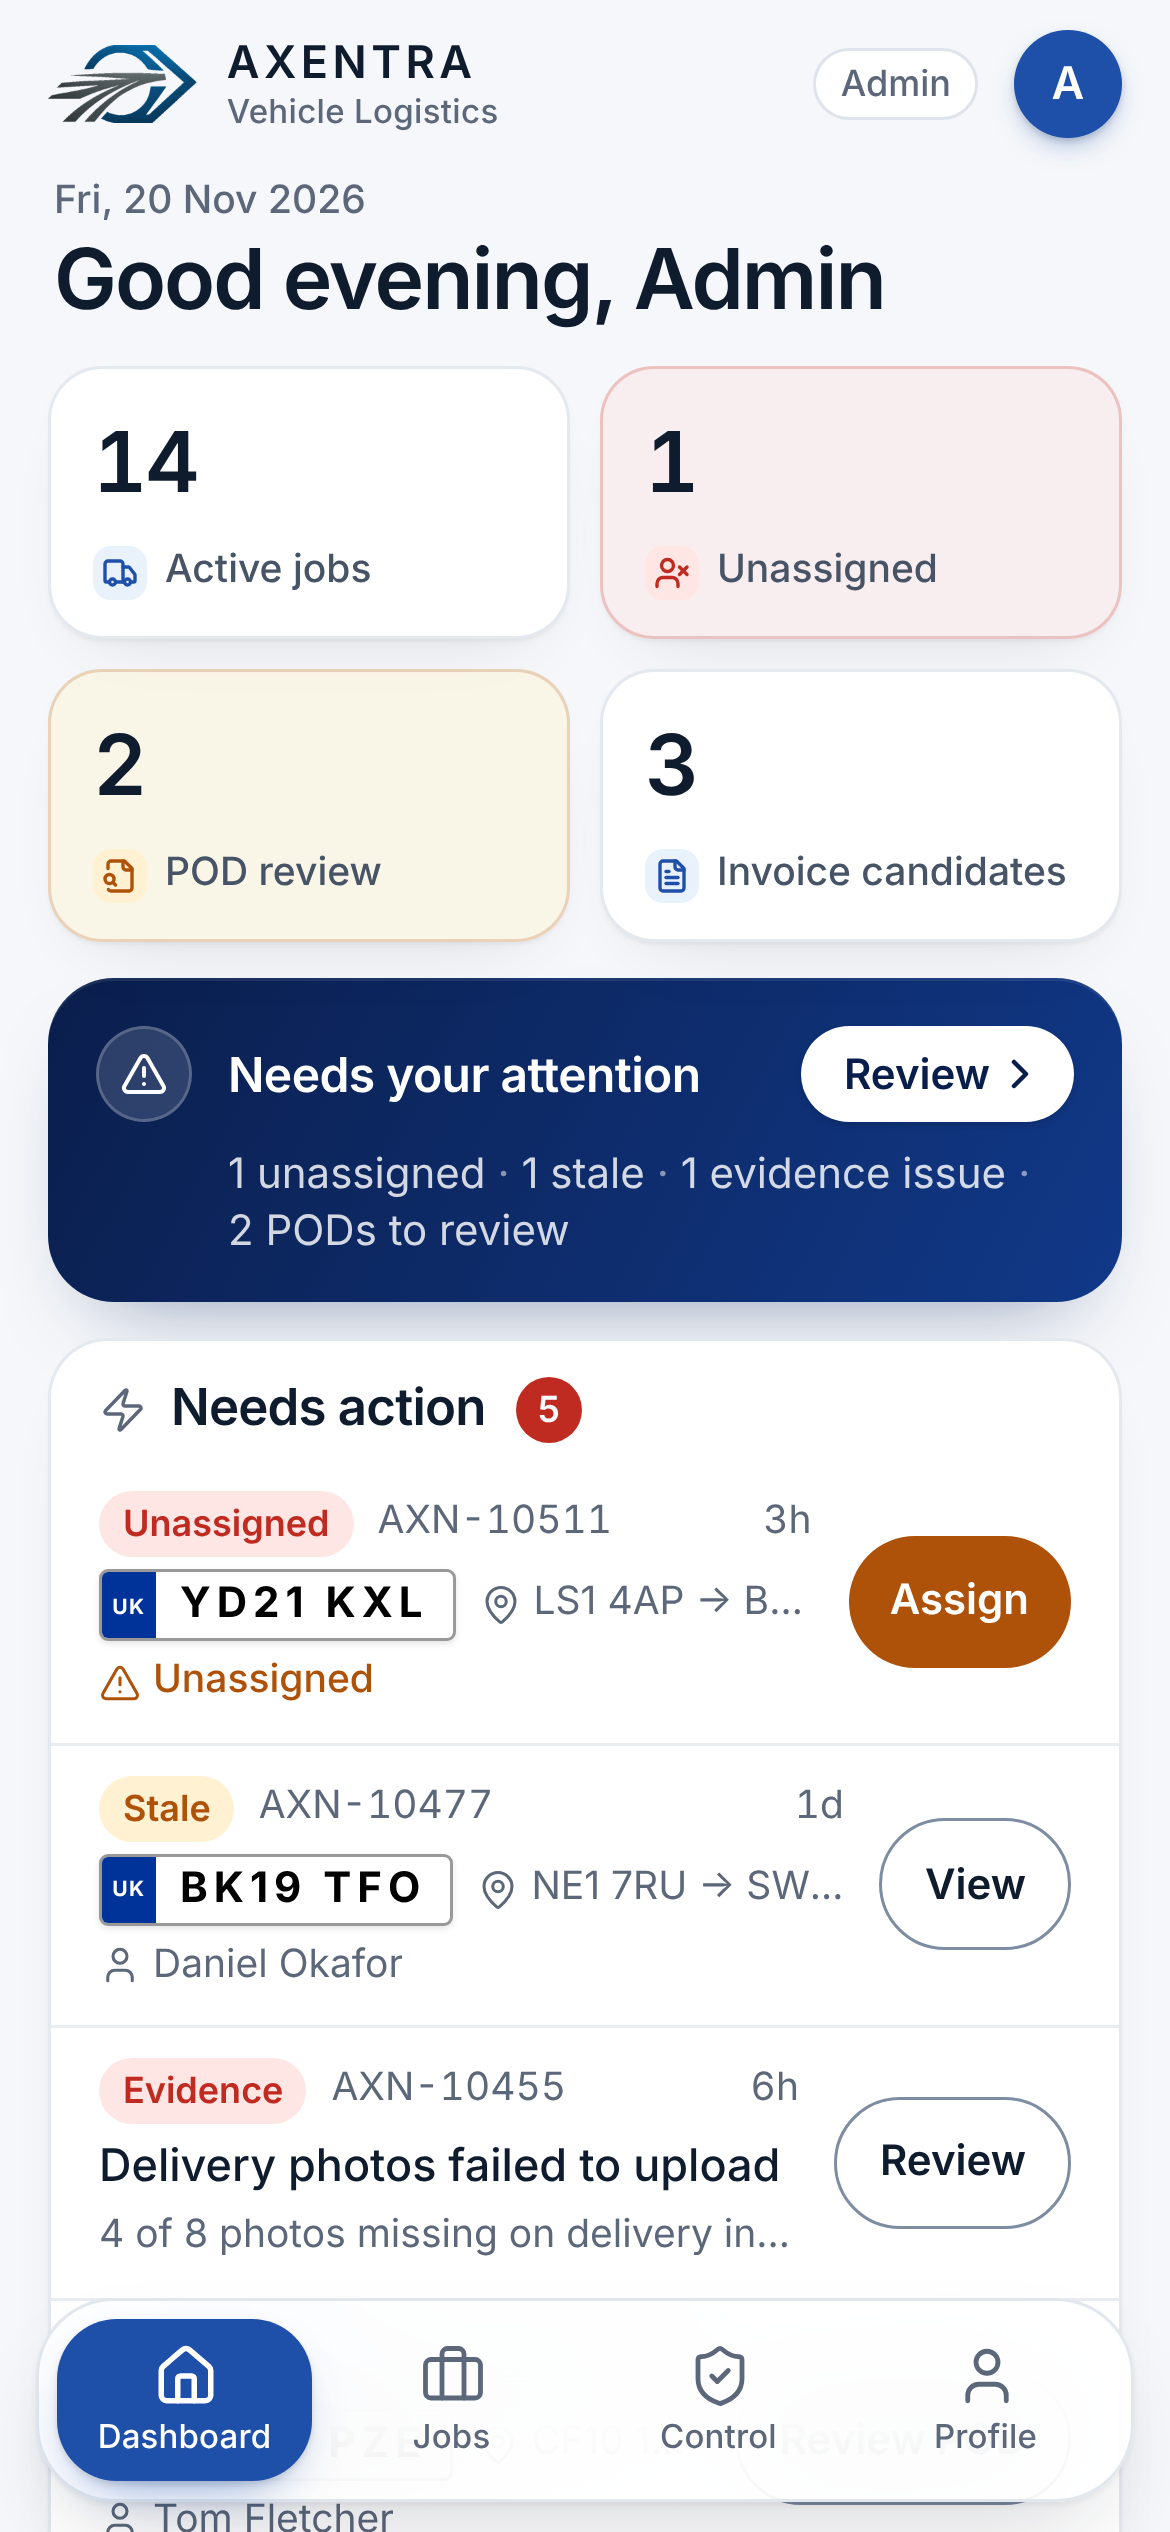 AXENTRA
Vehicle Logistics
Admin
A
Fri, 20 Nov 2026
Good evening, Admin
14
Active jobs
1
Unassigned
2
POD review
3
Invoice candidates
Needs your attention
Review
1 unassigned · 1 stale · 1 evidence issue ·
2 PODs to review
Needs action 5
Unassigned AXN-10511 3h
UK YD21 KXL LS1 4AP → B...
Assign
Unassigned
Stale AXN-10477 1d
UK BK19 TFO NE1 7RU → SW...
View
Daniel Okafor
Evidence AXN-10455 6h
Delivery photos failed to upload
Review
4 of 8 photos missing on delivery in...
PZE CF10 Review
Dashboard Jobs Control Profile
Tom Fletcher